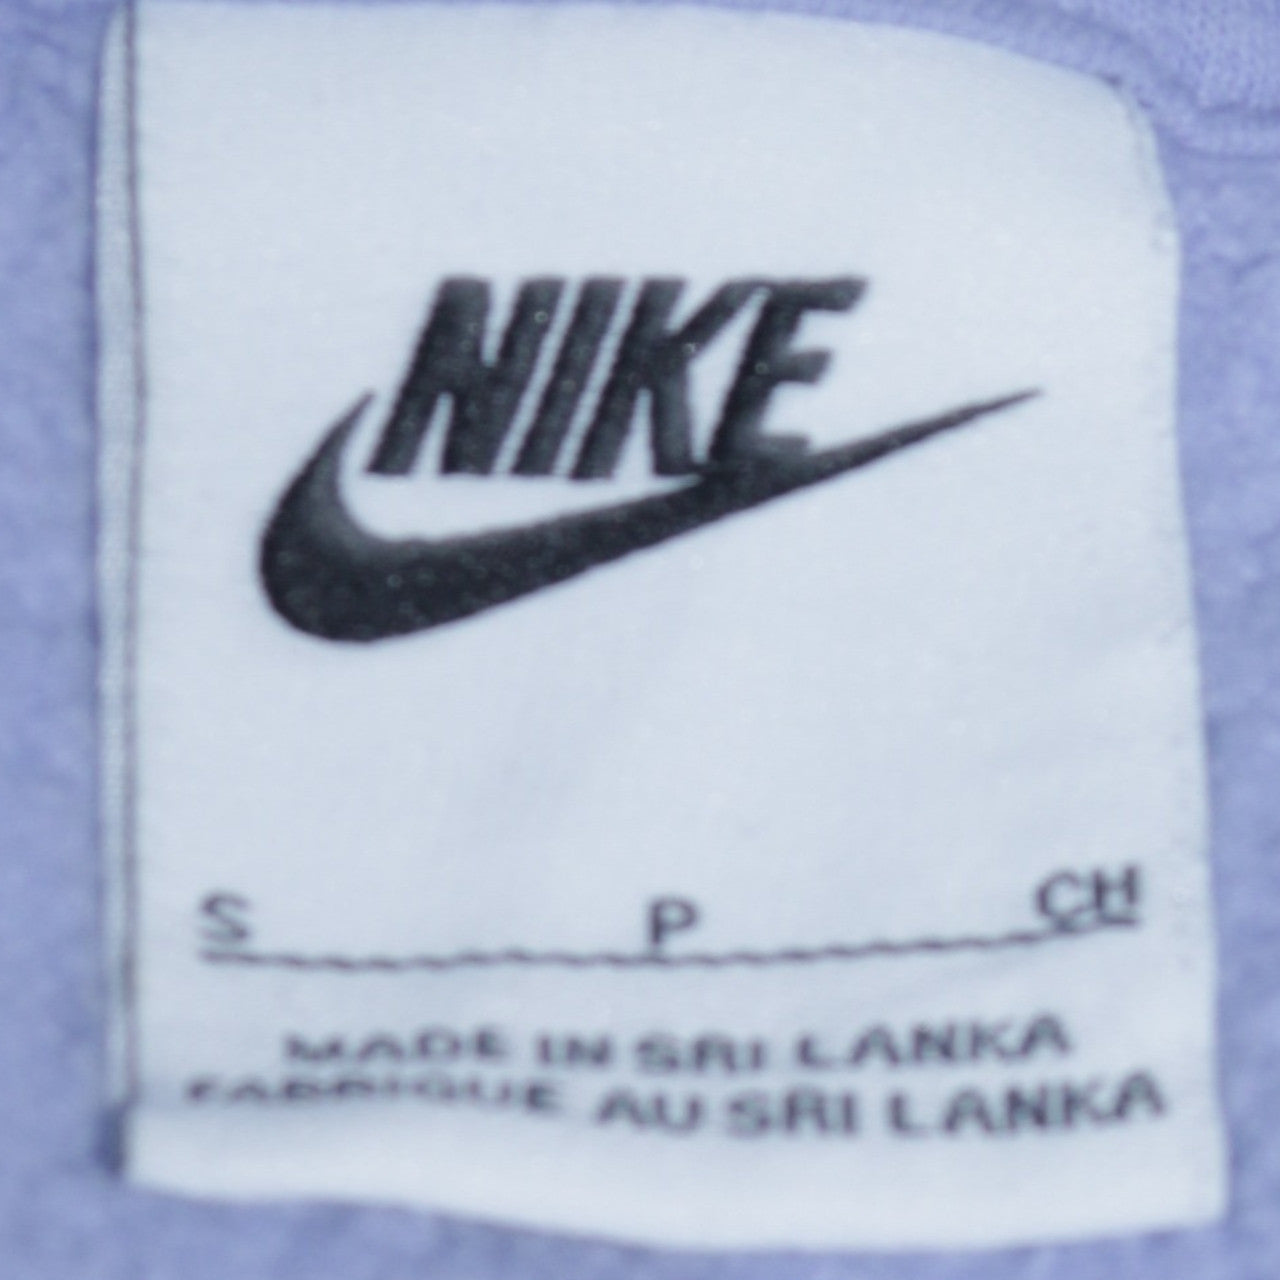 NIKE
S P CH
MADE IN SRI LANKA
FABRIQUE AU SRI LANKA